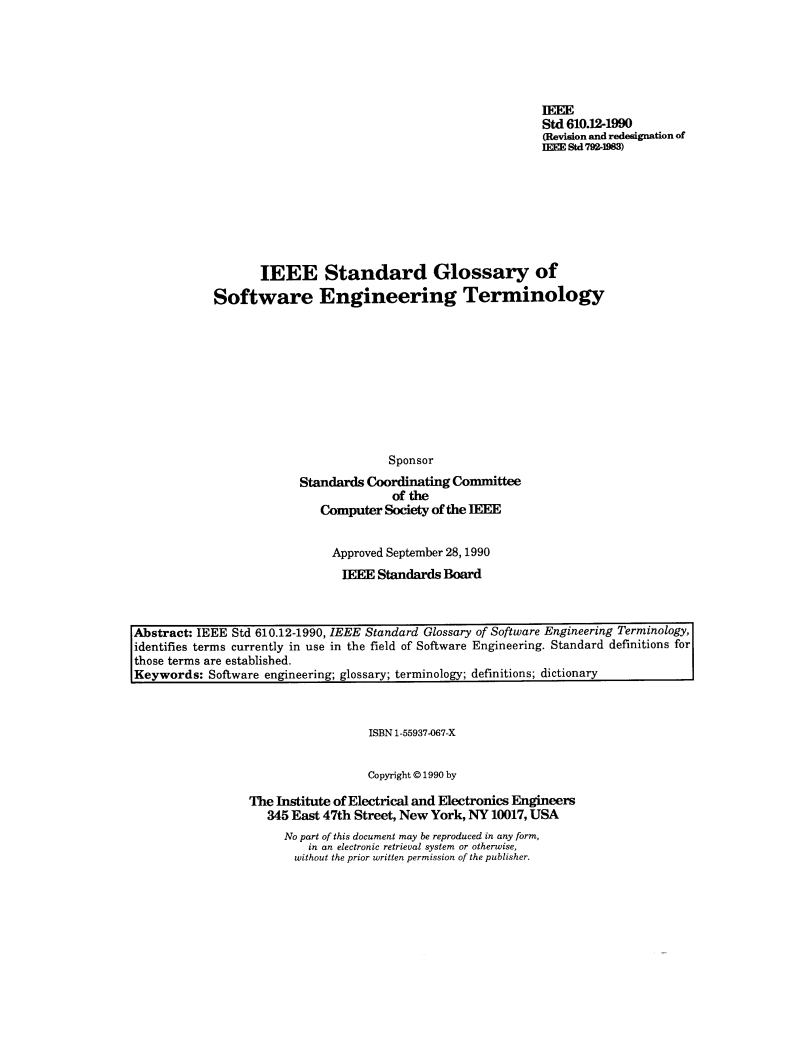 IEEE
Std 610.12-1990
(Revision and redesignation of
IEEE Std 792-1983)
IEEE Standard Glossary of
Software Engineering Terminology
Sponsor
Standards Coordinating Committee
of the
Computer Society of the IEEE
Approved September 28, 1990
IEEE Standards Board
Abstract: IEEE Std 610.12-1990, IEEE Standard Glossary of Software Engineering Terminology,
identifies terms currently in use in the field of Software Engineering. Standard definitions for
those terms are established.
Keywords: Software engineering; glossary; terminology; definitions; dictionary
ISBN 1-55937-067-X
Copyright © 1990 by
The Institute of Electrical and Electronics Engineers
345 East 47th Street, New York, NY 10017, USA
No part of this document may be reproduced in any form,
in an electronic retrieval system or otherwise,
without the prior written permission of the publisher.